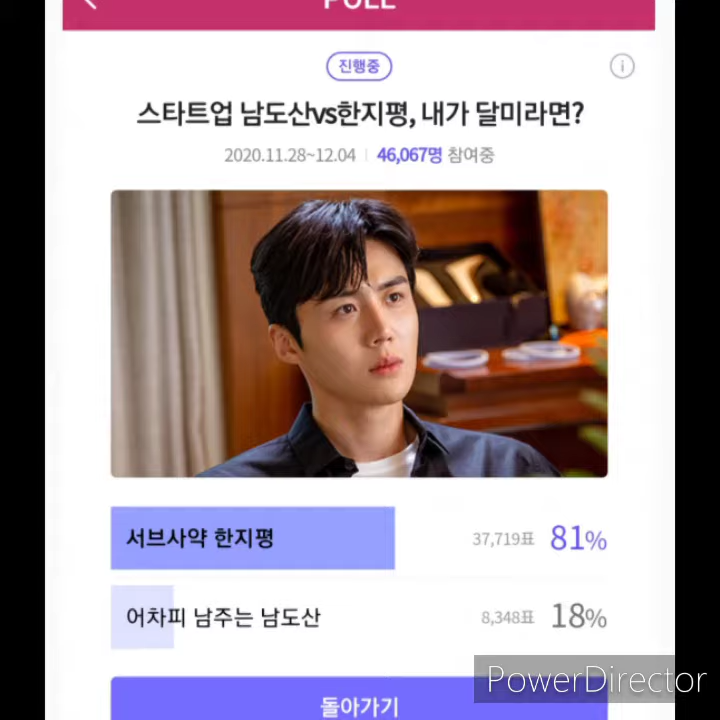 POLL
진행중
스타트업 남도산vs한지평, 내가 달미라면?
2020.11.28~12.04 | 46,067명 참여중
서브사약 한지평 37,719표 81%
어차피 남주는 남도산 8,348표 18%
돌아가기
PowerDirector